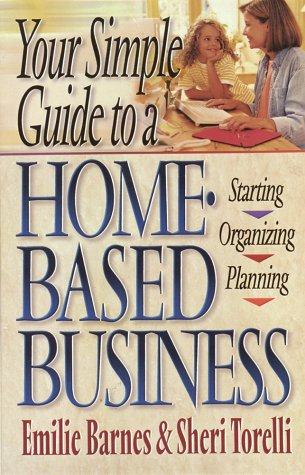 Your Simple
Guide to a
HOME-
BASED
BUSINESS
Starting
Organizing
Planning
Emilie Barnes & Sheri Torelli